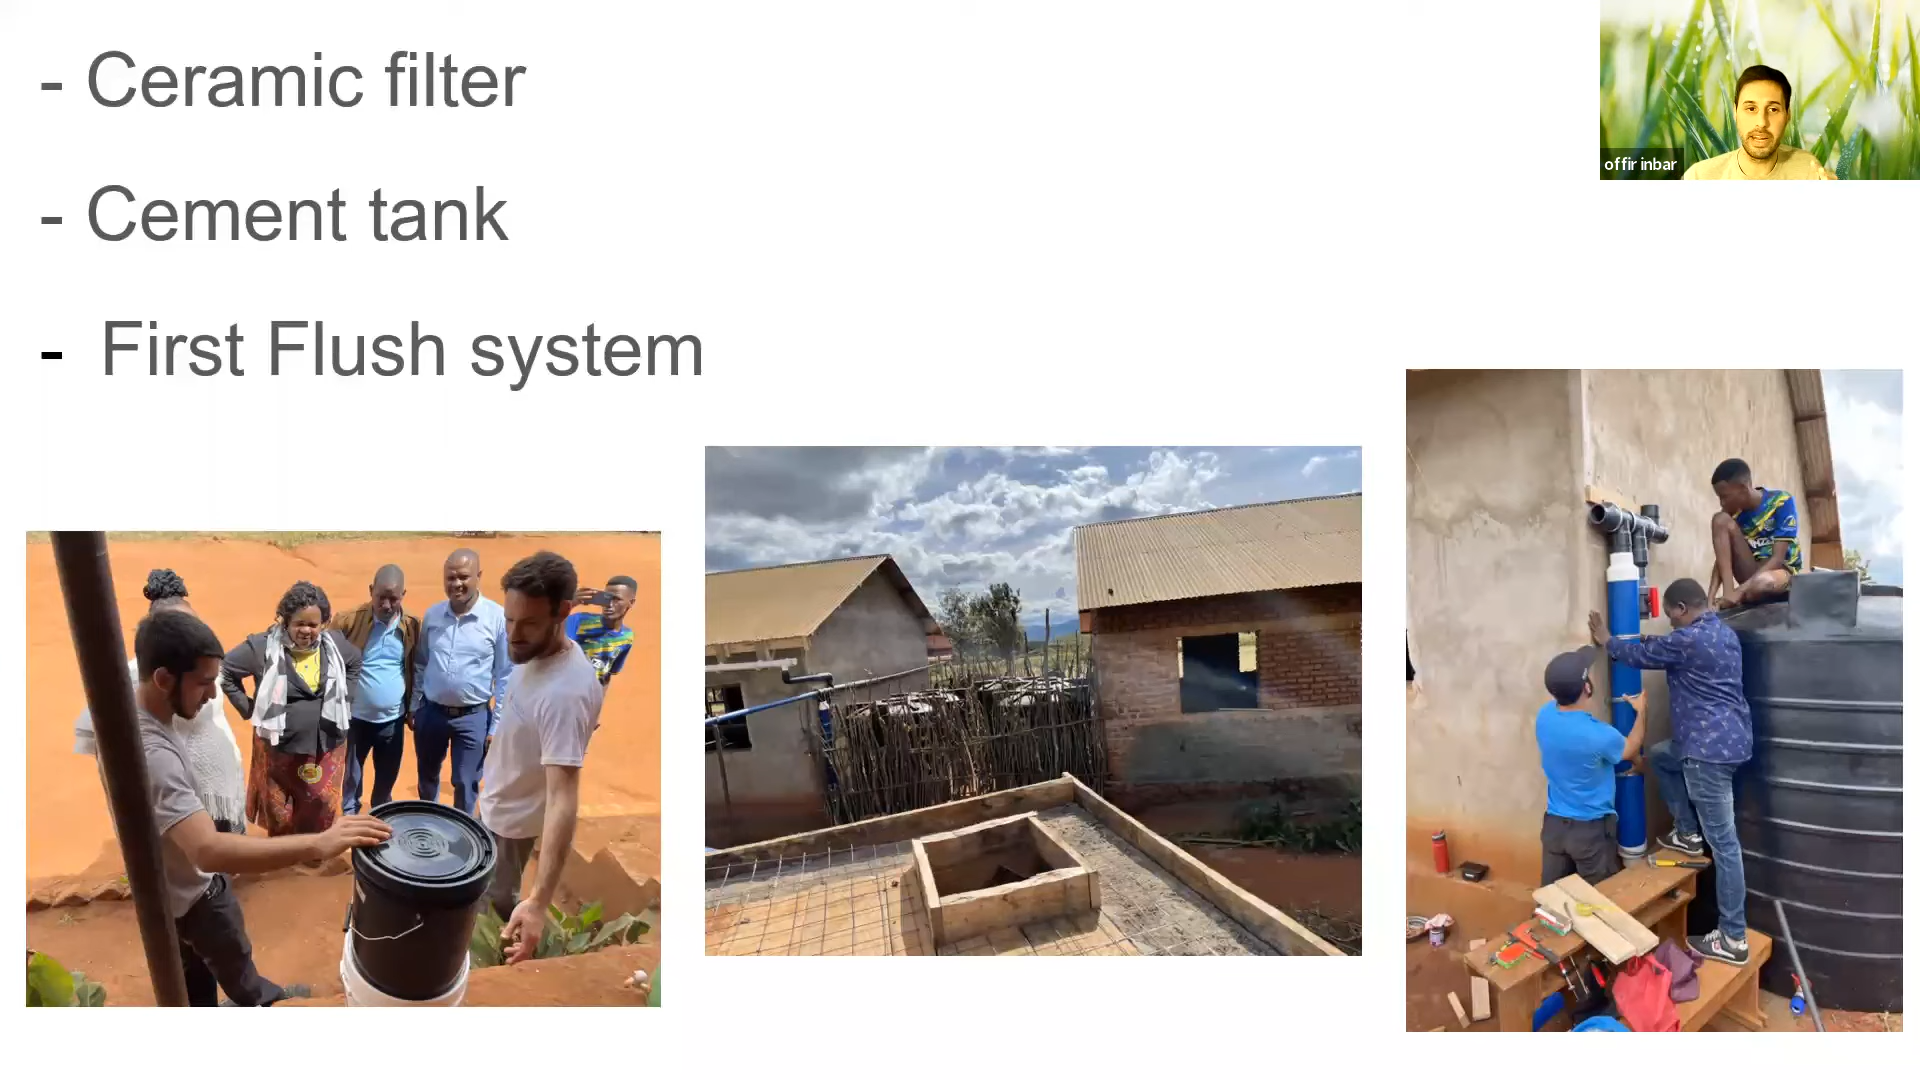 - Ceramic filter
- Cement tank
- First Flush system
offir inbar